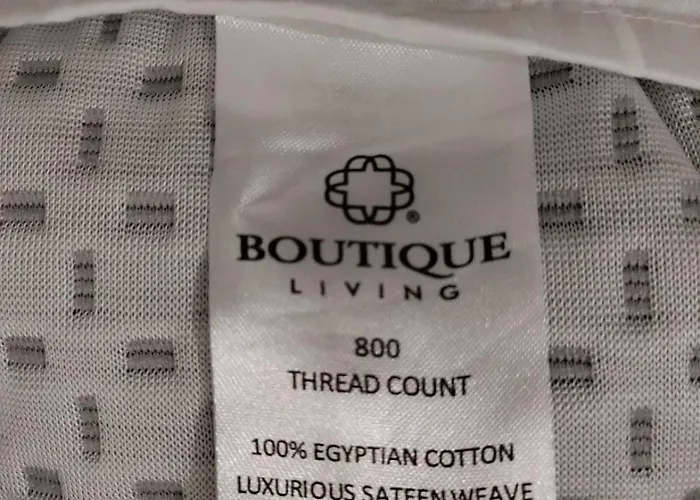 ®
BOUTIQUE
LIVING
800
THREAD COUNT
100% EGYPTIAN COTTON
LUXURIOUS SATEEN WEAVE